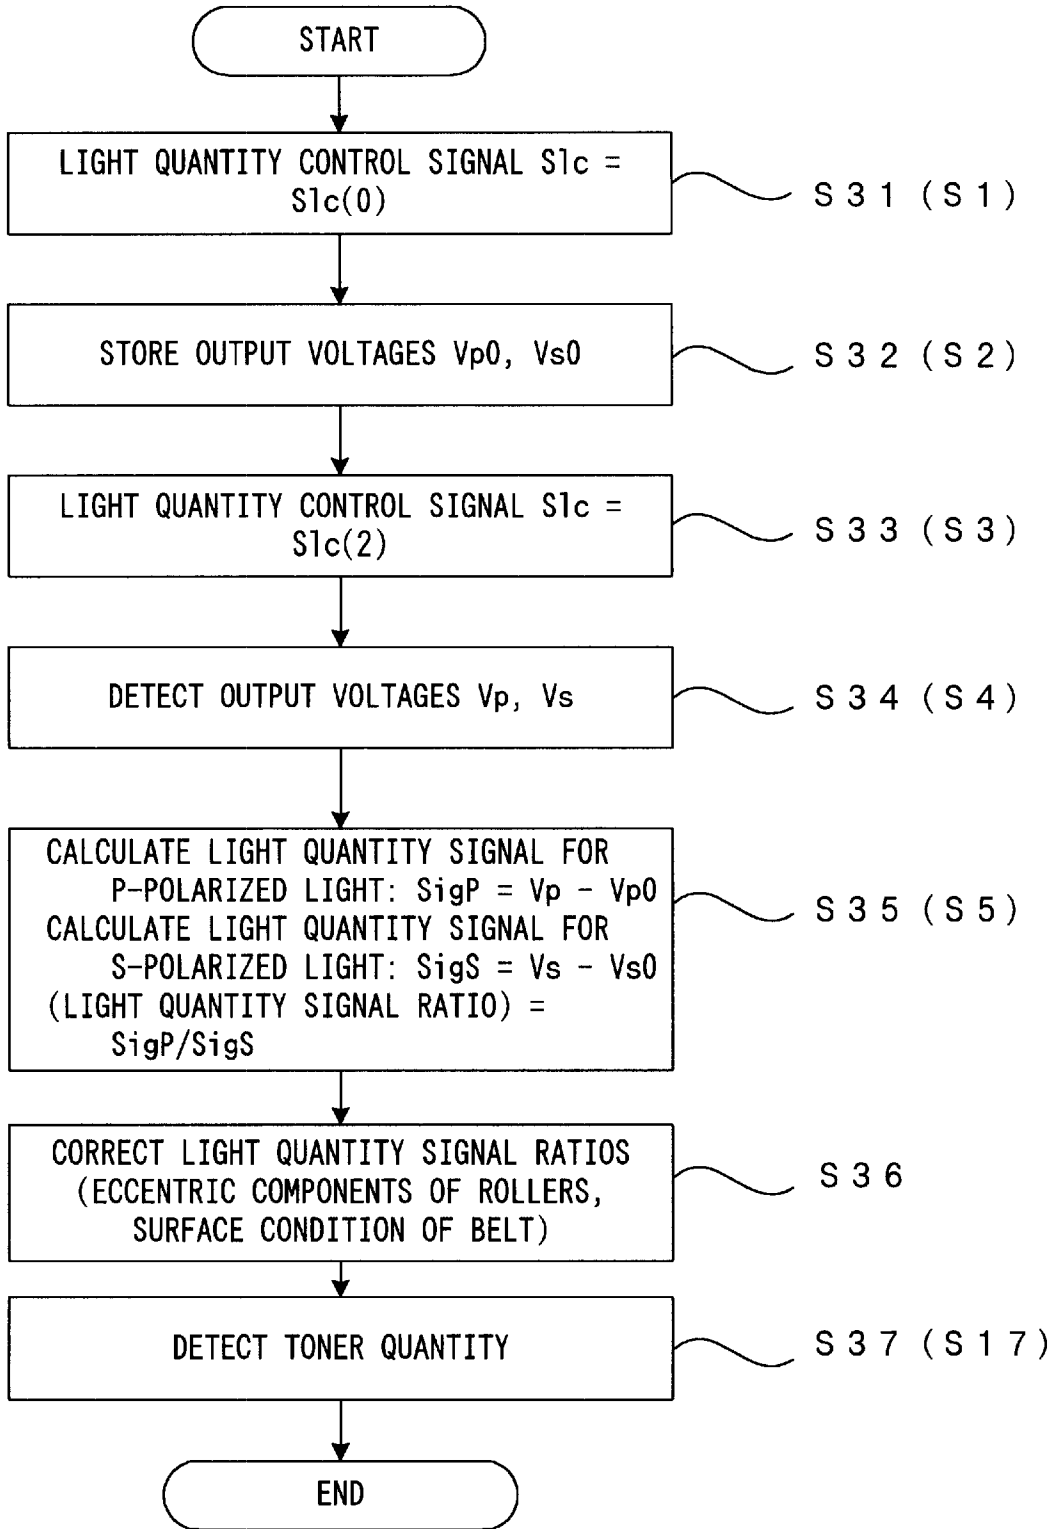 START
LIGHT QUANTITY CONTROL SIGNAL Slc =
Slc(0)
S31(S1)
STORE OUTPUT VOLTAGES Vp0, Vs0
S32(S2)
LIGHT QUANTITY CONTROL SIGNAL Slc =
Slc(2)
S33(S3)
DETECT OUTPUT VOLTAGES Vp, Vs
S34(S4)
CALCULATE LIGHT QUANTITY SIGNAL FOR
P-POLARIZED LIGHT: SigP = Vp - Vp0
CALCULATE LIGHT QUANTITY SIGNAL FOR
S-POLARIZED LIGHT: SigS = Vs - Vs0
(LIGHT QUANTITY SIGNAL RATIO) =
SigP/SigS
S35(S5)
CORRECT LIGHT QUANTITY SIGNAL RATIOS
(ECCENTRIC COMPONENTS OF ROLLERS,
SURFACE CONDITION OF BELT)
S36
DETECT TONER QUANTITY
S37(S17)
END